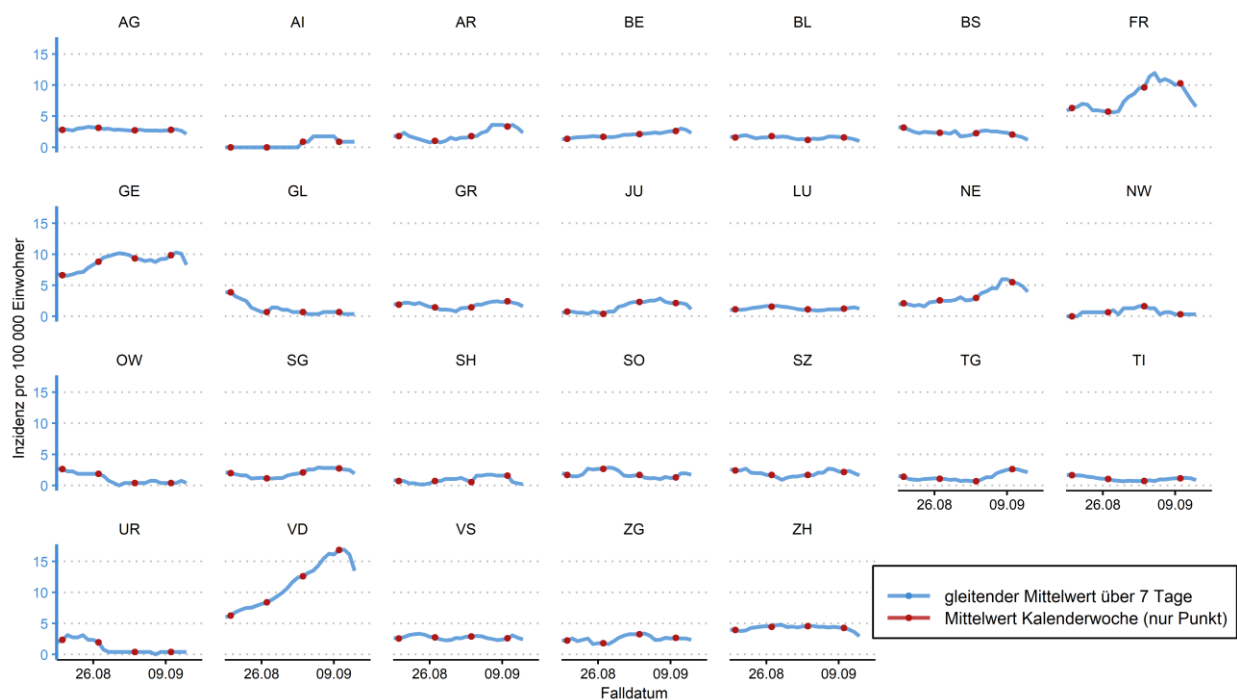 AG AI AR BE BL BS FR
15
10
5
0
GE GL GR JU LU NE NW
15
10
5
0
OW SG SH SO SZ TG TI
15
10
5
0
26.08 09.09 26.08 09.09
UR VD VS ZG ZH
15
10
5
0
26.08 09.09 26.08 09.09 26.08 09.09 26.08 09.09 26.08 09.09
Inzidenz pro 100 000 Einwohner
Falldatum
gleitender Mittelwert über 7 Tage
Mittelwert Kalenderwoche (nur Punkt)